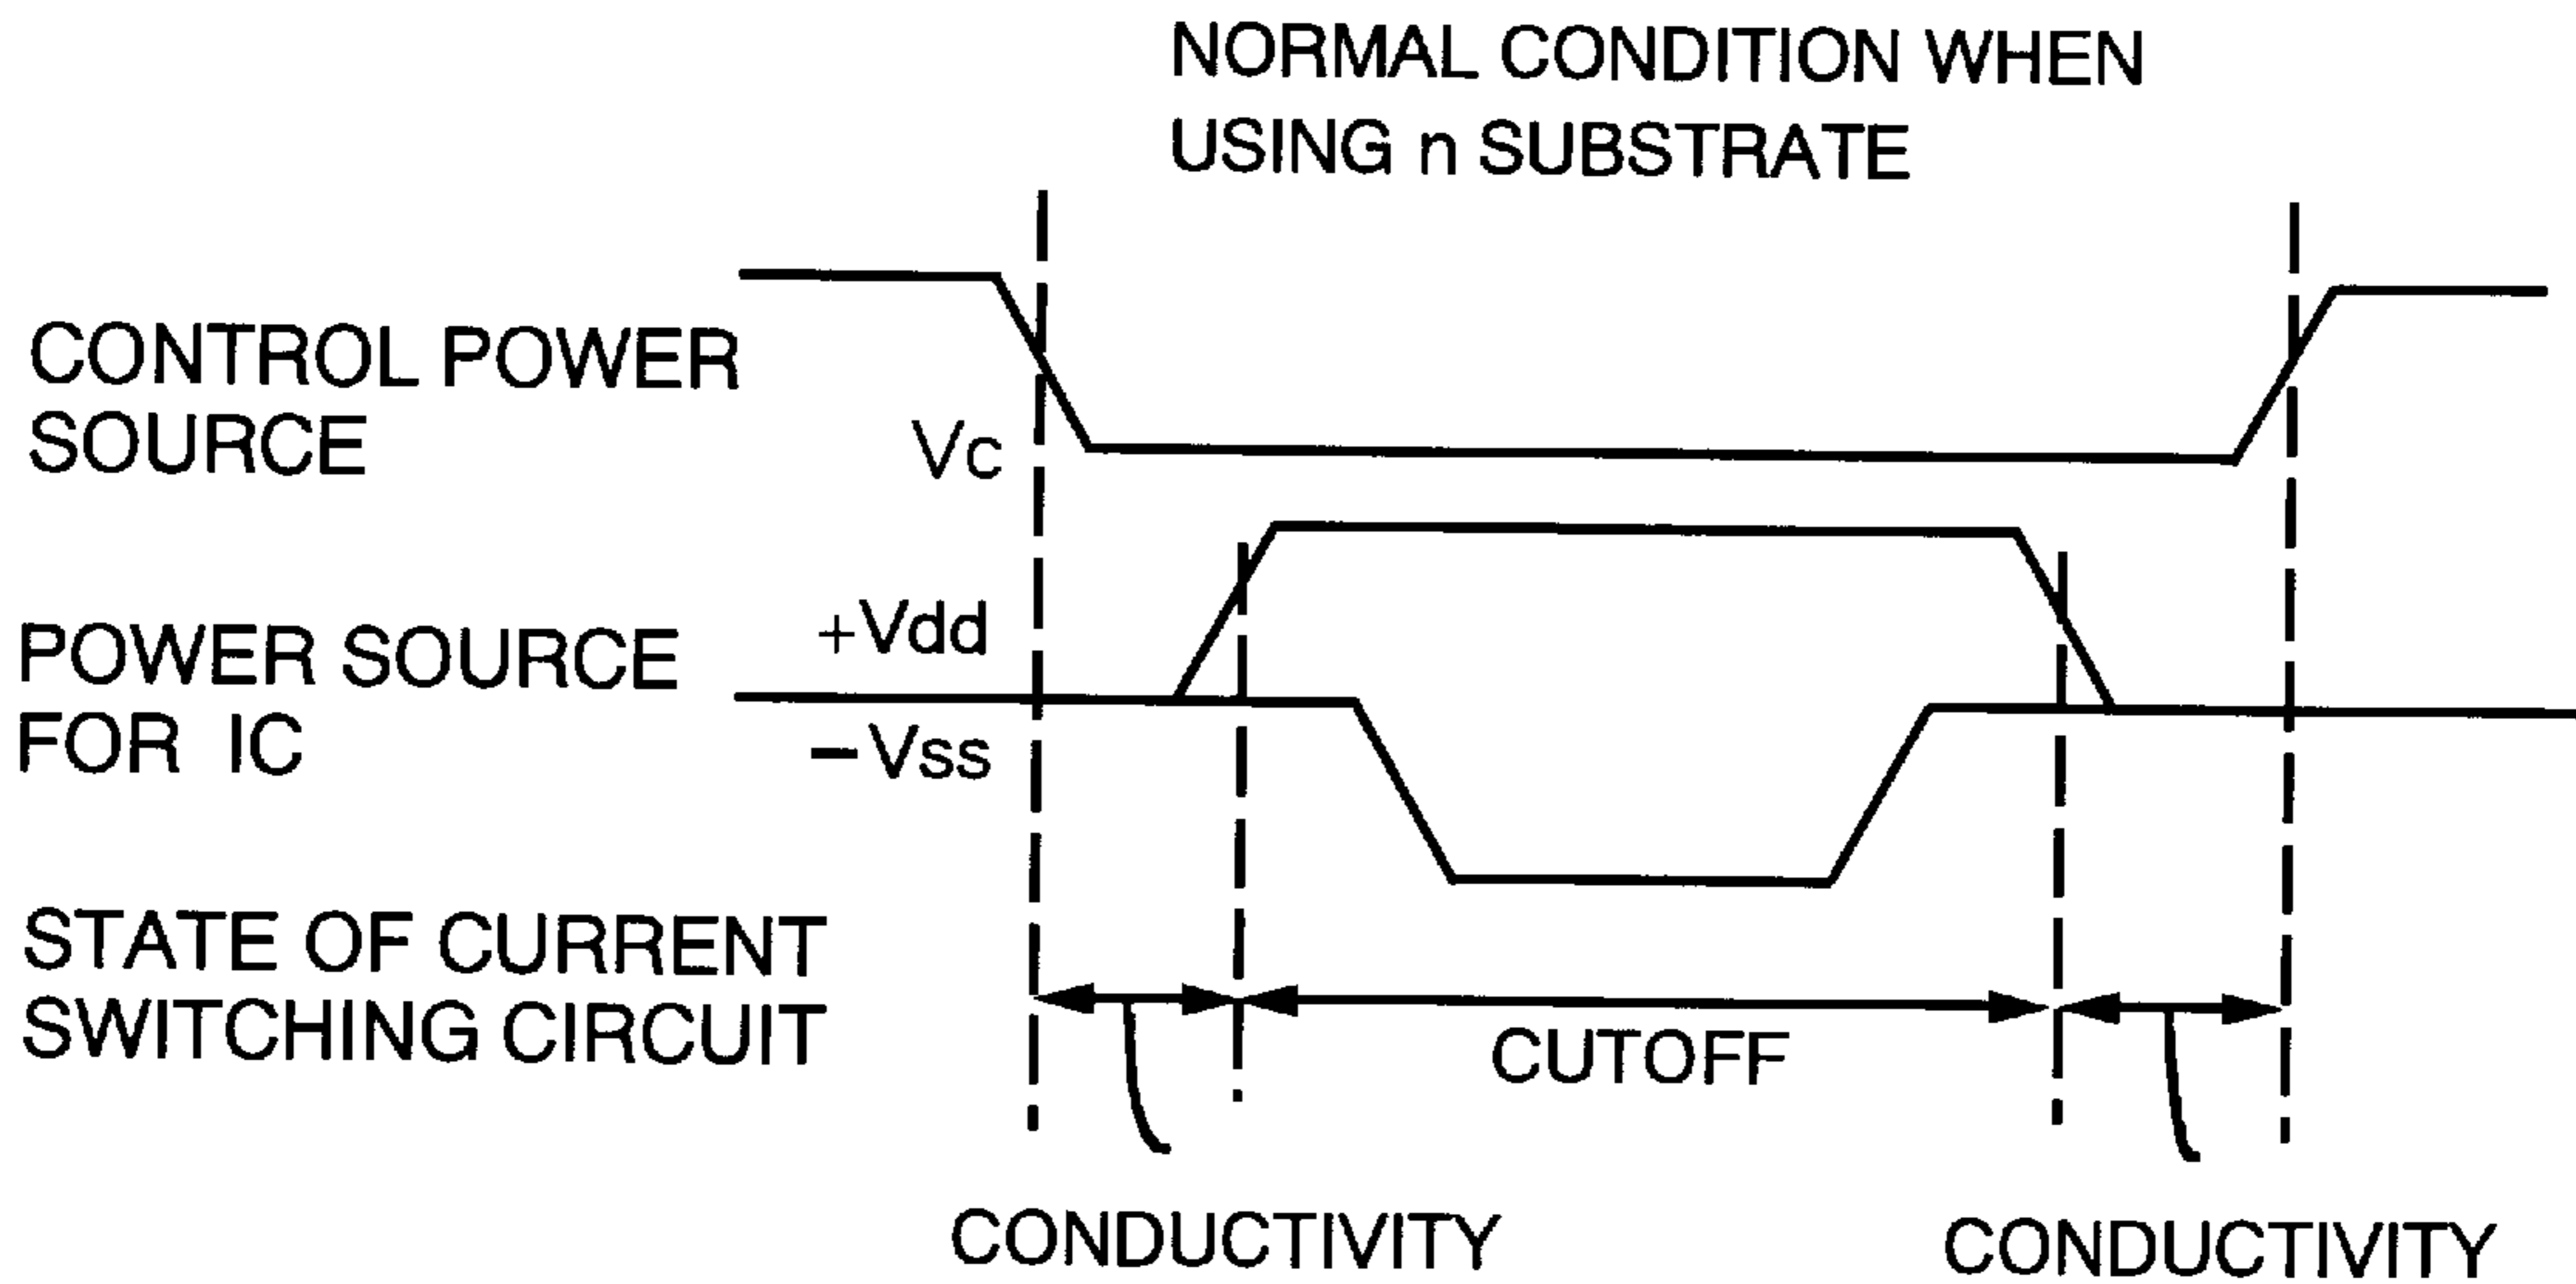 NORMAL CONDITION WHEN
USING n SUBSTRATE
CONTROL POWER
SOURCE
Vc
+Vdd
POWER SOURCE
FOR IC
−Vss
STATE OF CURRENT
SWITCHING CIRCUIT
CUTOFF
CONDUCTIVITY
CONDUCTIVITY